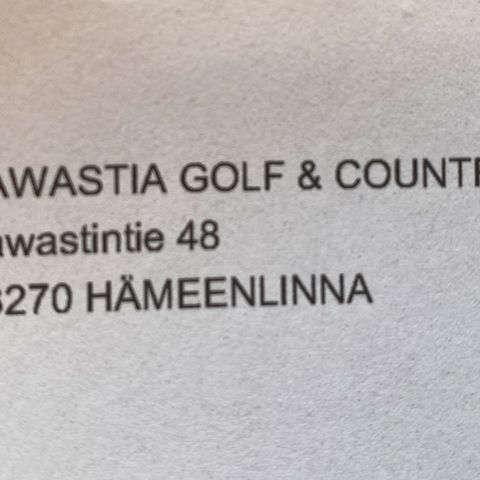 AWASTIA GOLF & COUNTR
awastintie 48
3270 HÄMEENLINNA